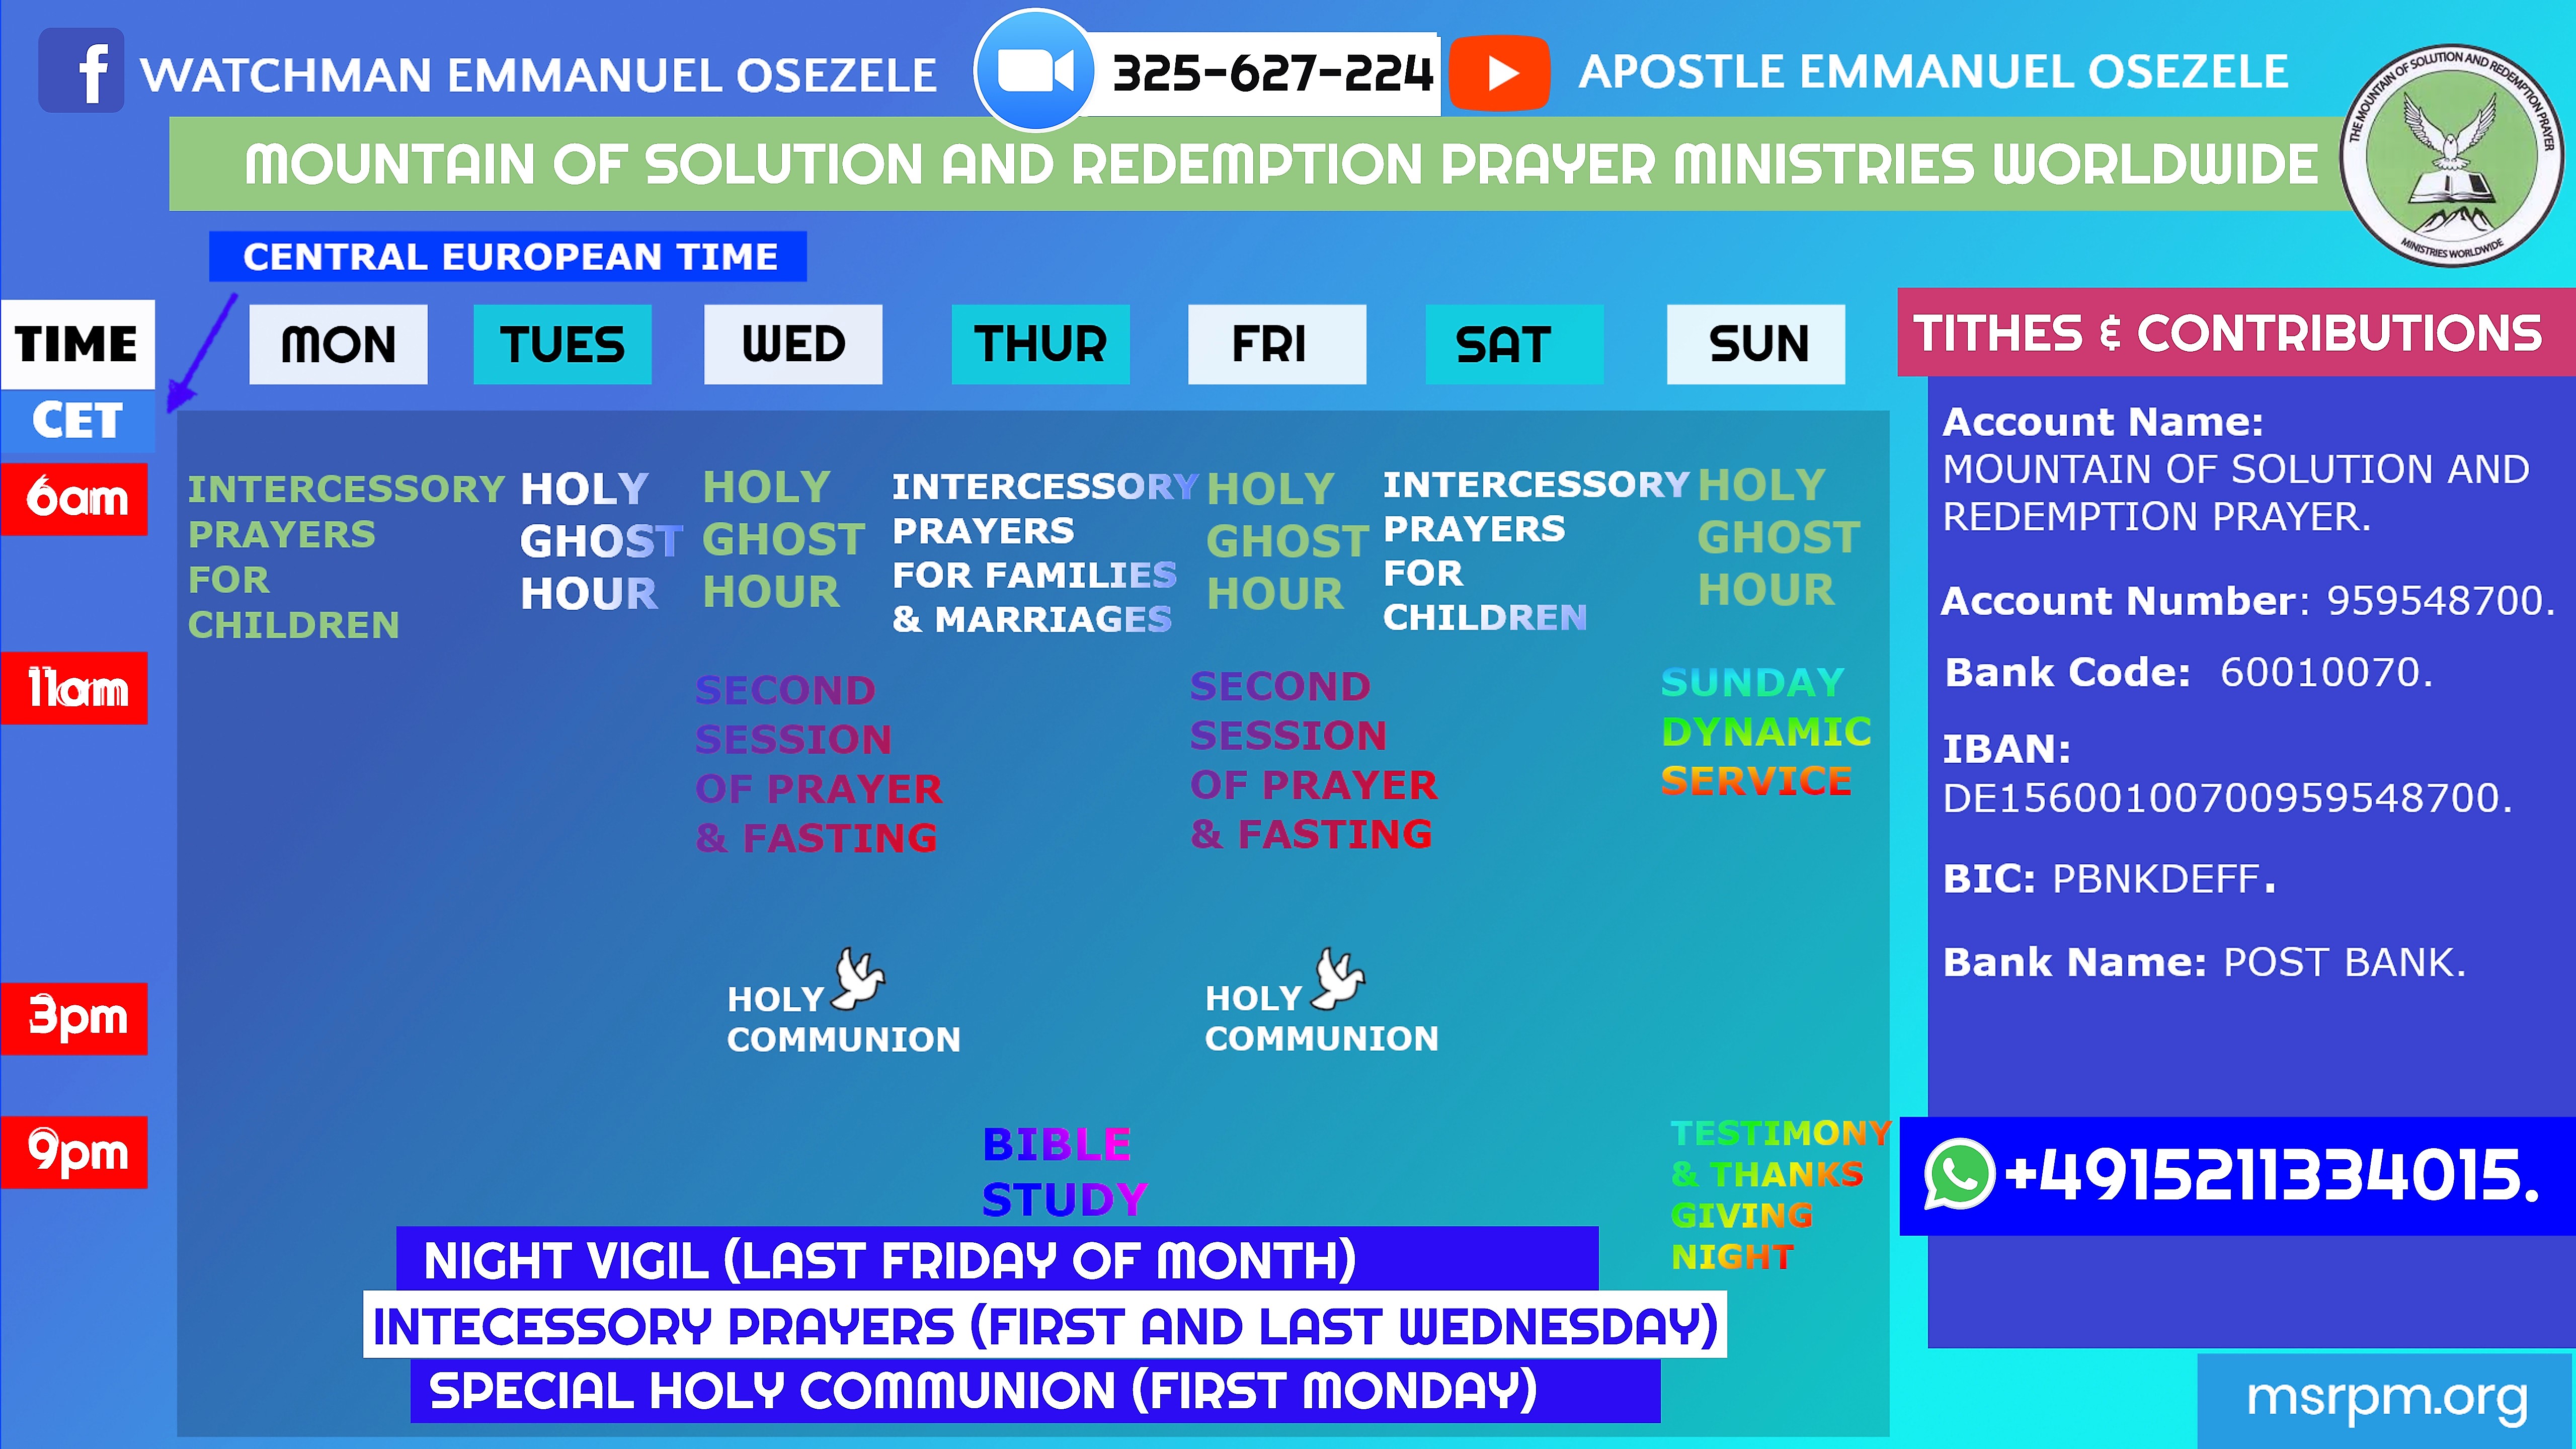 WATCHMAN EMMANUEL OSEZELE
325-627-224
APOSTLE EMMANUEL OSEZELE
THE MOUNTAIN OF SOLUTION AND REDEMPTION PRAYER
MINISTRIES WORLDWIDE
MOUNTAIN OF SOLUTION AND REDEMPTION PRAYER MINISTRIES WORLDWIDE
CENTRAL EUROPEAN TIME
TIME
MON
TUES
WED
THUR
FRI
SAT
SUN
CET
6am
INTERCESSORY
PRAYERS
FOR
CHILDREN
HOLY
GHOST
HOUR
HOLY
GHOST
HOUR
INTERCESSORY
PRAYERS
FOR FAMILIES
& MARRIAGES
HOLY
GHOST
HOUR
INTERCESSORY
PRAYERS
FOR
CHILDREN
HOLY
GHOST
HOUR
11am
SECOND
SESSION
OF PRAYER
& FASTING
SECOND
SESSION
OF PRAYER
& FASTING
SUNDAY
DYNAMIC
SERVICE
3pm
HOLY
COMMUNION
HOLY
COMMUNION
9pm
BIBLE
STUDY
TESTIMONY
& THANKS
GIVING
NIGHT
NIGHT VIGIL (LAST FRIDAY OF MONTH)
INTECESSORY PRAYERS (FIRST AND LAST WEDNESDAY)
SPECIAL HOLY COMMUNION (FIRST MONDAY)
TITHES & CONTRIBUTIONS
Account Name:
MOUNTAIN OF SOLUTION AND
REDEMPTION PRAYER.
Account Number: 959548700.
Bank Code: 60010070.
IBAN:
DE15600100700959548700.
BIC: PBNKDEFF.
Bank Name: POST BANK.
+4915211334015.
msrpm.org